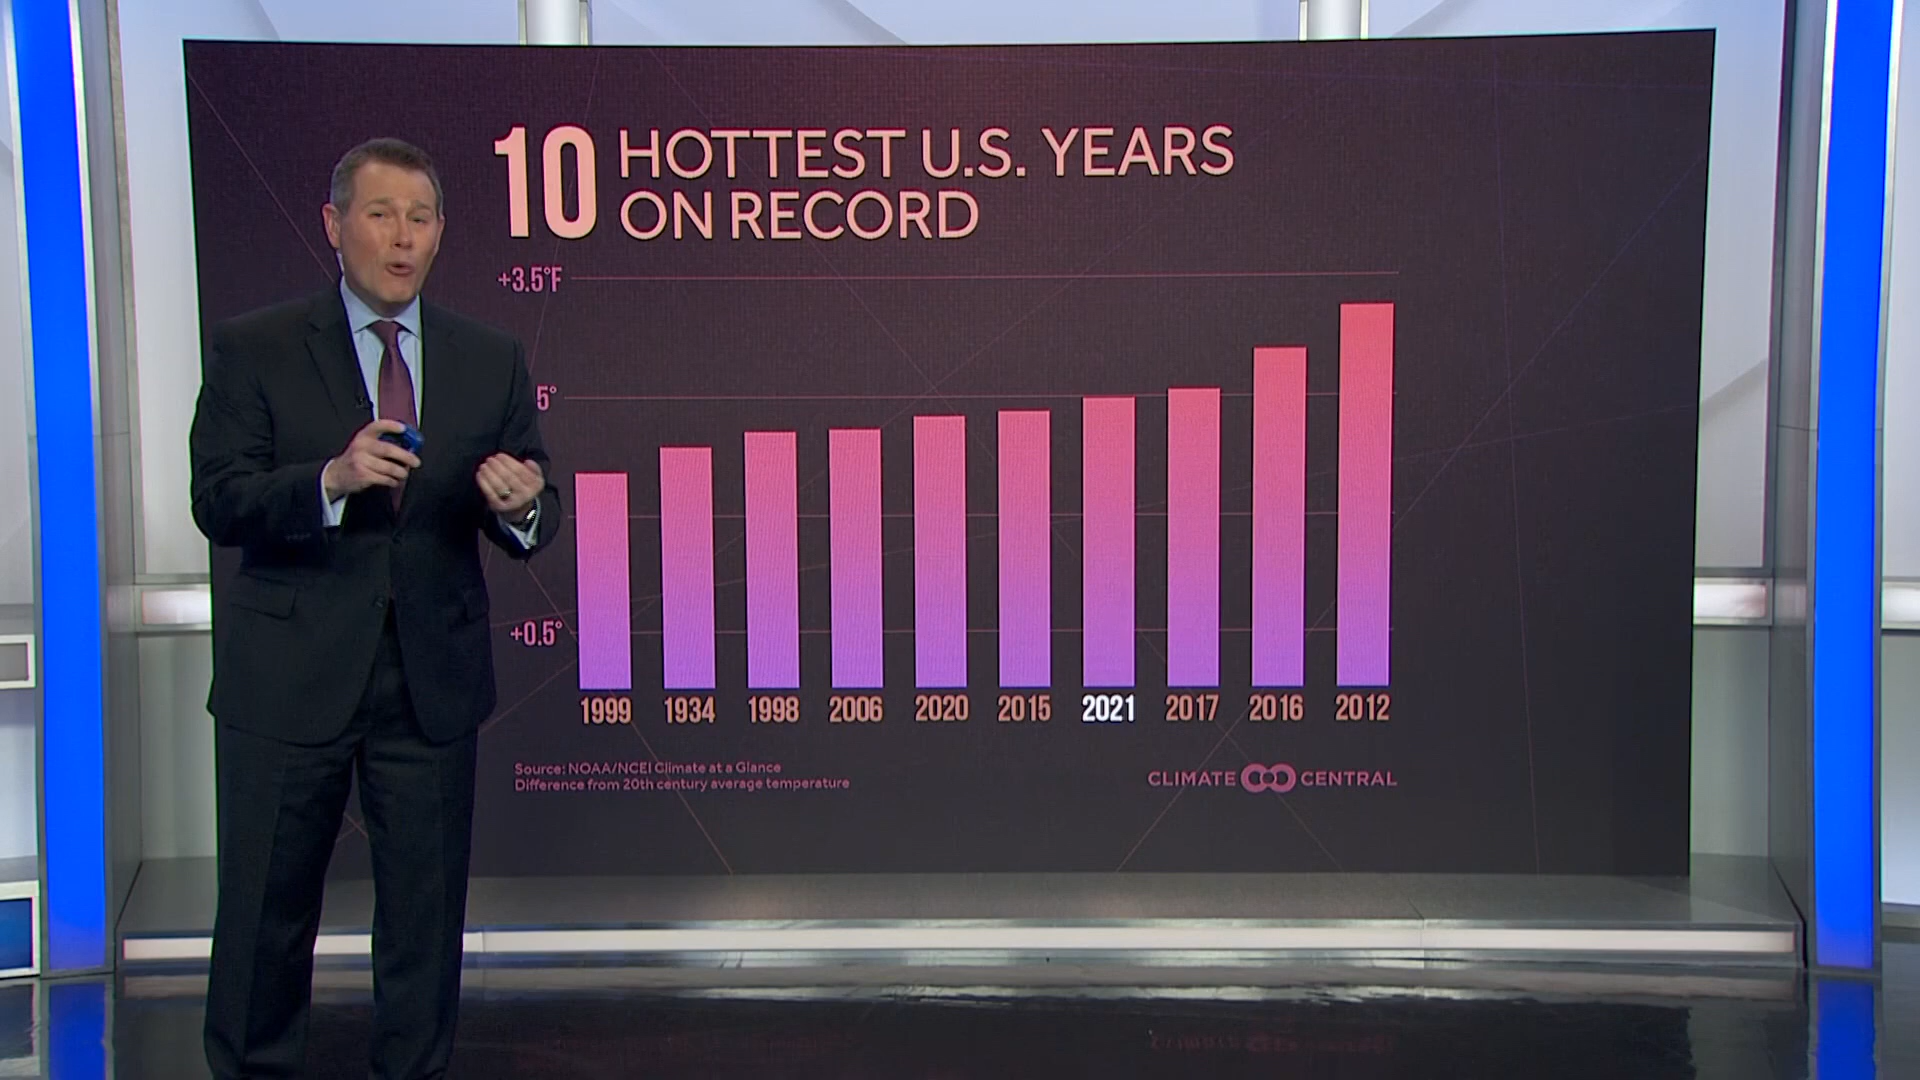 10 HOTTEST U.S. YEARS
ON RECORD
+3.5°F
5°
+0.5°
1999 1934 1998 2006 2020 2015 2021 2017 2016 2012
Source: NOAA/NCEI Climate at a Glance
Difference from 20th century average temperature
CLIMATE CENTRAL